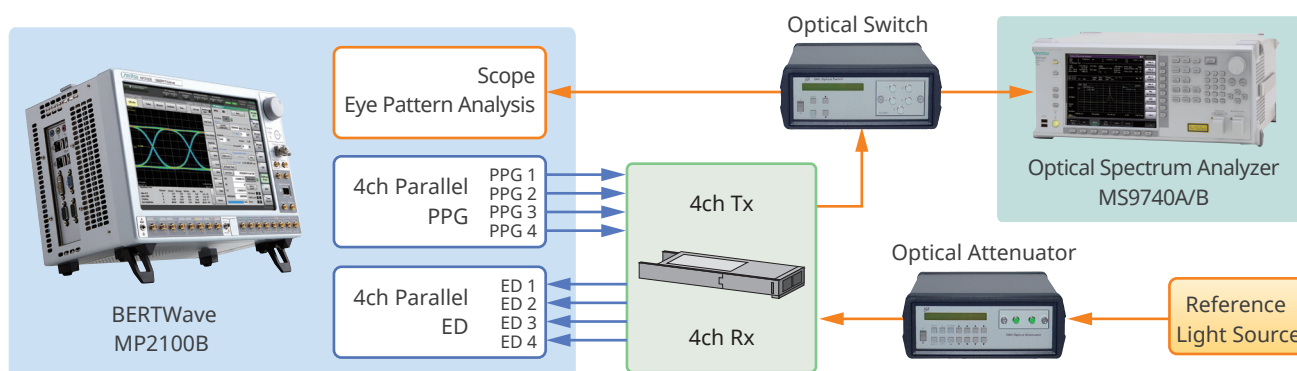 Optical Switch
Scope
Eye Pattern Analysis
4ch Parallel
PPG
PPG 1
PPG 2
PPG 3
PPG 4
4ch Tx
Optical Spectrum Analyzer
MS9740A/B
Optical Attenuator
4ch Parallel
ED
ED 1
ED 2
ED 3
ED 4
4ch Rx
Reference
Light Source
BERTWave
MP2100B